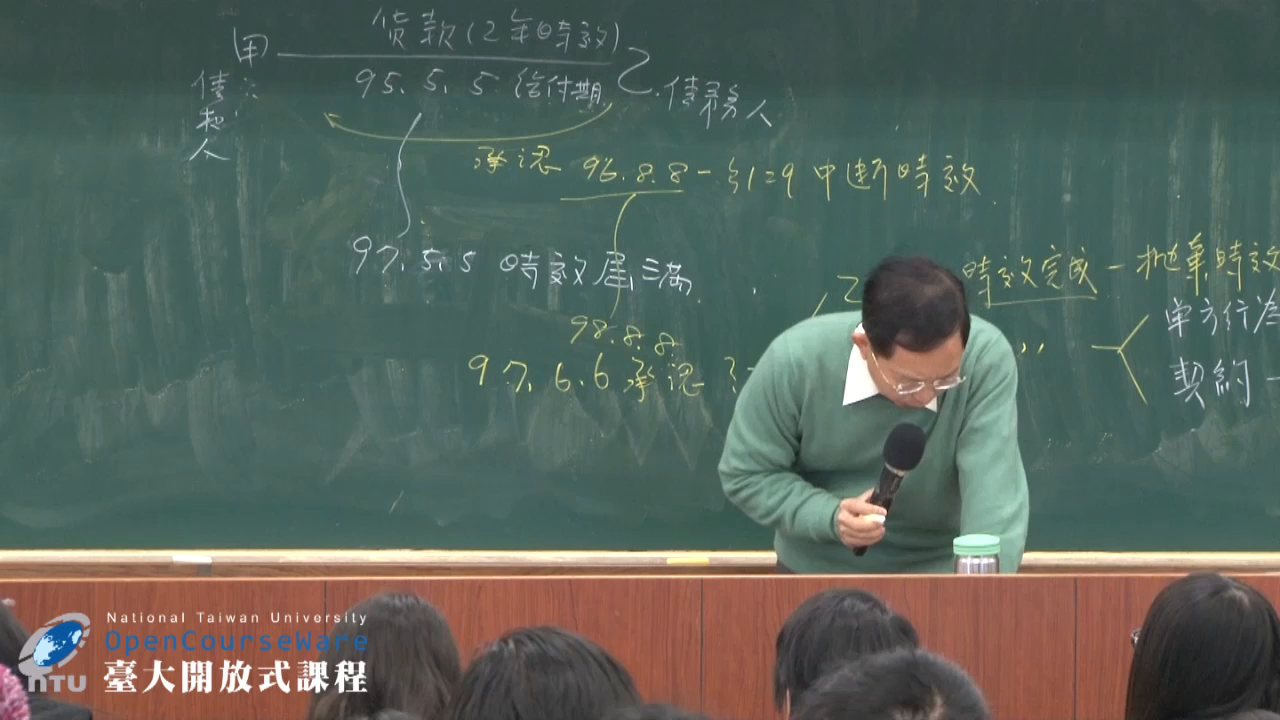 貨款(2年時效)
甲
95.5.5 給付期
乙 債務人
債權人
承認 96.8.8 - §129 中斷時效
97.5.5 時效屆滿
乙
時效完成 - 拋棄時效
單方行為
98.8.8
97.6.6 承認
契約 -
National Taiwan University
OpenCourseWare
臺大開放式課程
NTU